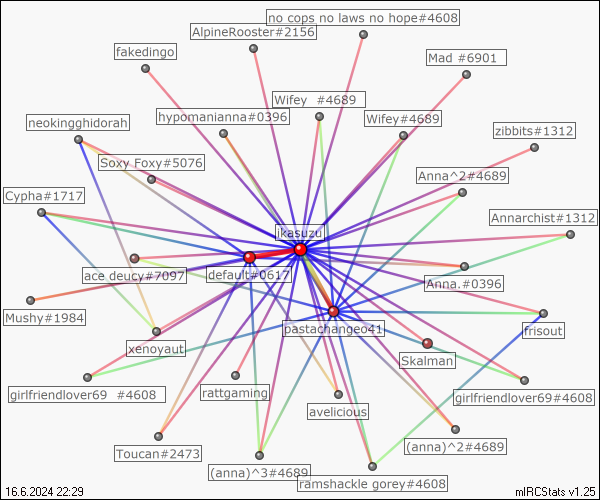 no cops no laws no hope#4608
AlpineRooster#2156
fakedingo
Mad #6901
Wifey #4689
hypomanianna#0396
Wifey#4689
neokingghidorah
zibbits#1312
Soxy Foxy#5076
Anna^2#4689
Cypha#1717
Annarchist#1312
ikasuzu
ace_deucy#7097
default#0617
Anna.#0396
Mushy#1984
pastachangeo41
frisout
xenoyaut
Skalman
girlfriendlover69 #4608
rattgaming
girlfriendlover69#4608
avelicious
Toucan#2473
(anna)^2#4689
(anna)^3#4689
ramshackle gorey#4608
16.6.2024 22:29
mIRCStats v1.25